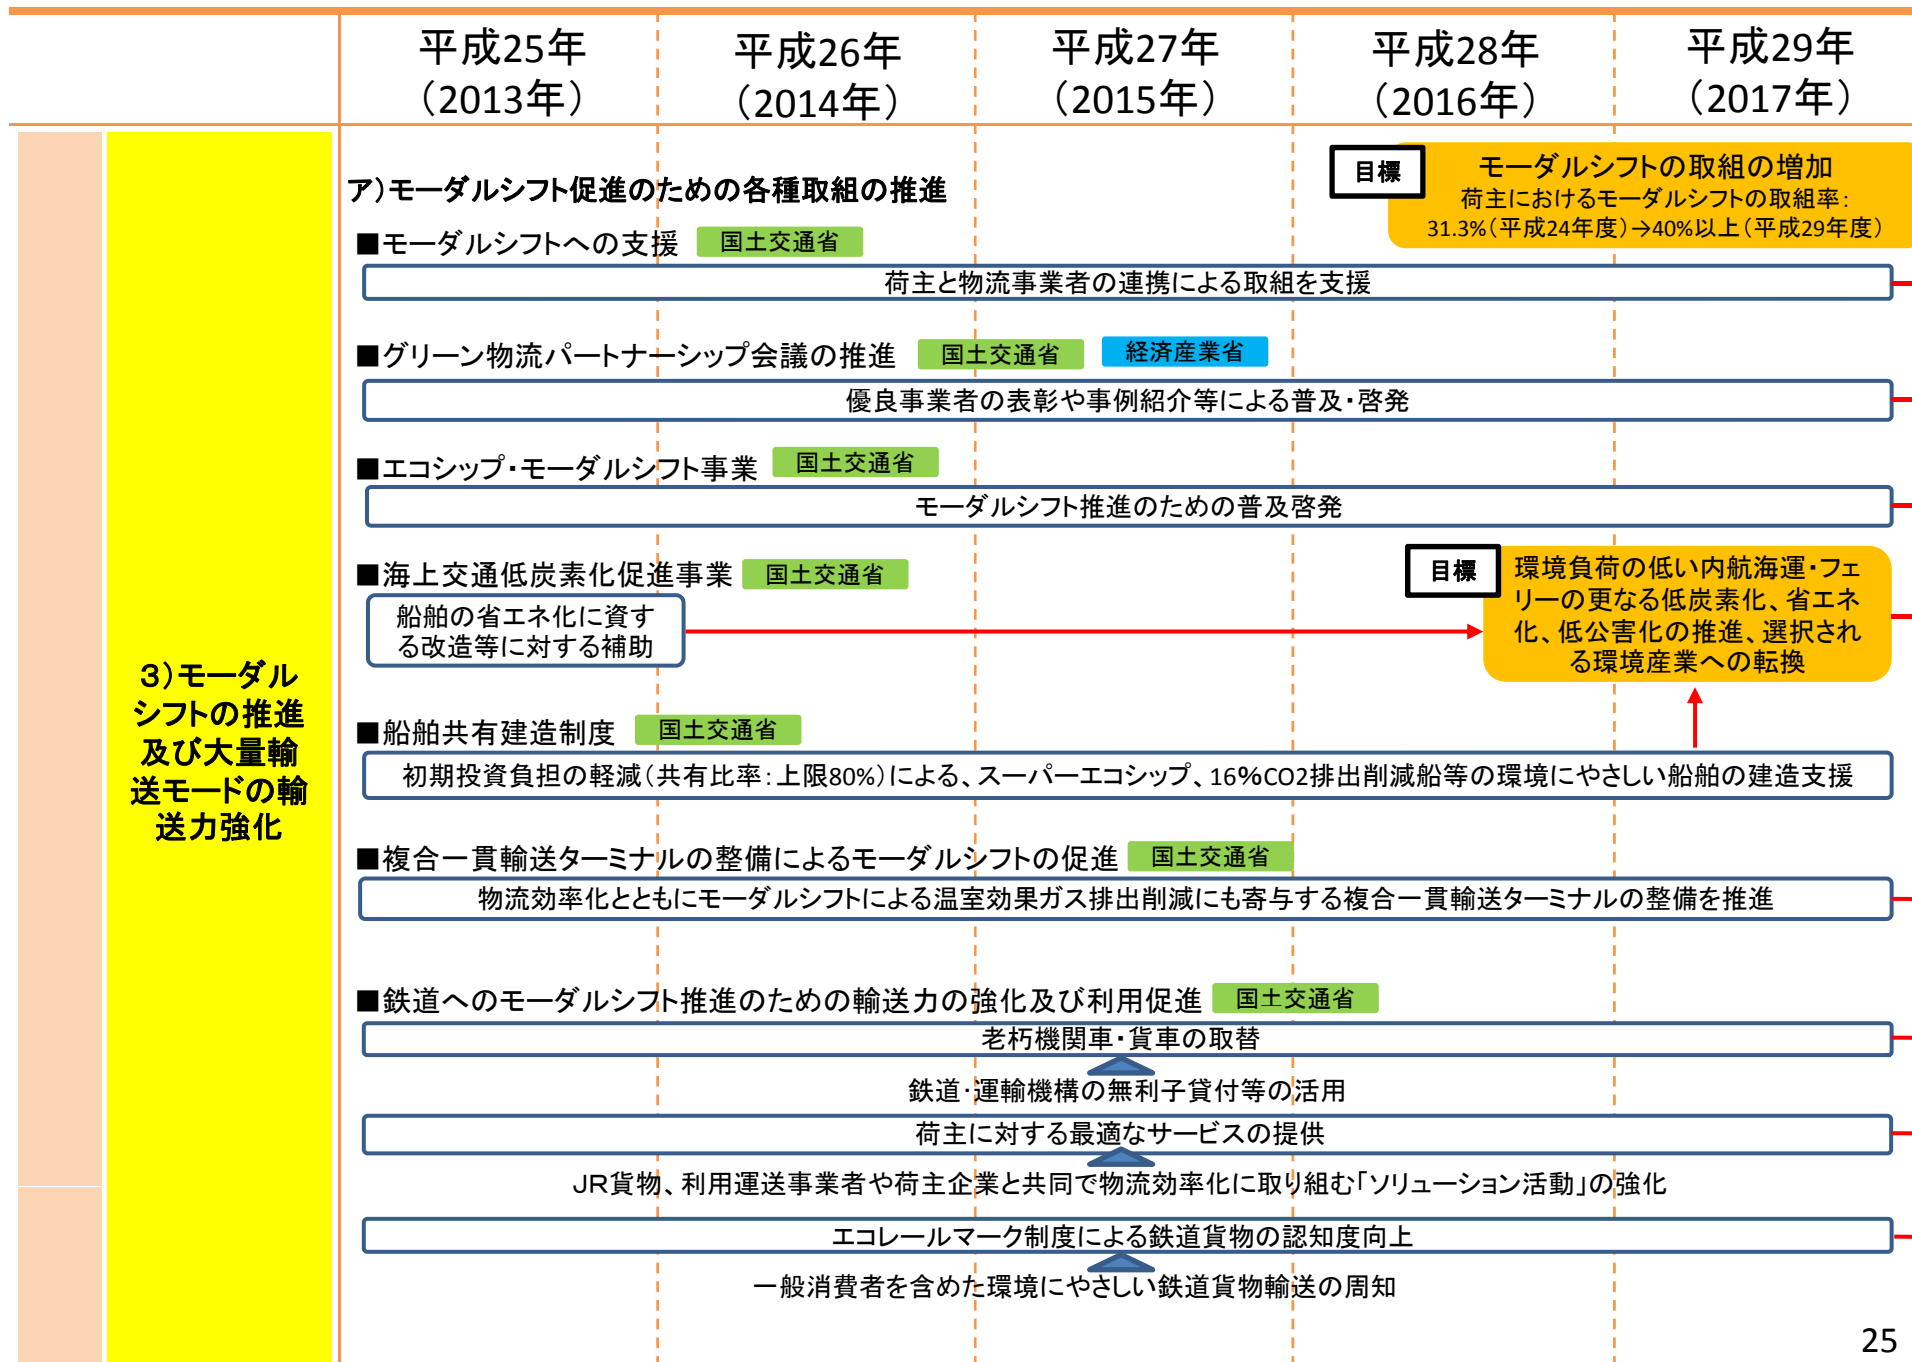 平成25年
（2013年）
平成26年
（2014年）
平成27年
（2015年）
平成28年
（2016年）
平成29年
（2017年）
3）モーダル
シフトの推進
及び大量輸
送モードの輸
送力強化
ア）モーダルシフト促進のための各種取組の推進
目標
モーダルシフトの取組の増加
荷主におけるモーダルシフトの取組率：
31.3%（平成24年度）→40%以上（平成29年度）
■モーダルシフトへの支援 国土交通省
荷主と物流事業者の連携による取組を支援
■グリーン物流パートナーシップ会議の推進 国土交通省 経済産業省
優良事業者の表彰や事例紹介等による普及・啓発
■エコシップ・モーダルシフト事業 国土交通省
モーダルシフト推進のための普及啓発
■海上交通低炭素化促進事業 国土交通省
船舶の省エネ化に資す
る改造等に対する補助
目標
環境負荷の低い内航海運・フェ
リーの更なる低炭素化、省エネ
化、低公害化の推進、選択され
る環境産業への転換
■船舶共有建造制度 国土交通省
初期投資負担の軽減（共有比率：上限80%）による、スーパーエコシップ、16%CO2排出削減船等の環境にやさしい船舶の建造支援
■複合一貫輸送ターミナルの整備によるモーダルシフトの促進 国土交通省
物流効率化とともにモーダルシフトによる温室効果ガス排出削減にも寄与する複合一貫輸送ターミナルの整備を推進
■鉄道へのモーダルシフト推進のための輸送力の強化及び利用促進 国土交通省
老朽機関車・貨車の取替
鉄道・運輸機構の無利子貸付等の活用
荷主に対する最適なサービスの提供
JR貨物、利用運送事業者や荷主企業と共同で物流効率化に取り組む「ソリューション活動」の強化
エコレールマーク制度による鉄道貨物の認知度向上
一般消費者を含めた環境にやさしい鉄道貨物輸送の周知
25